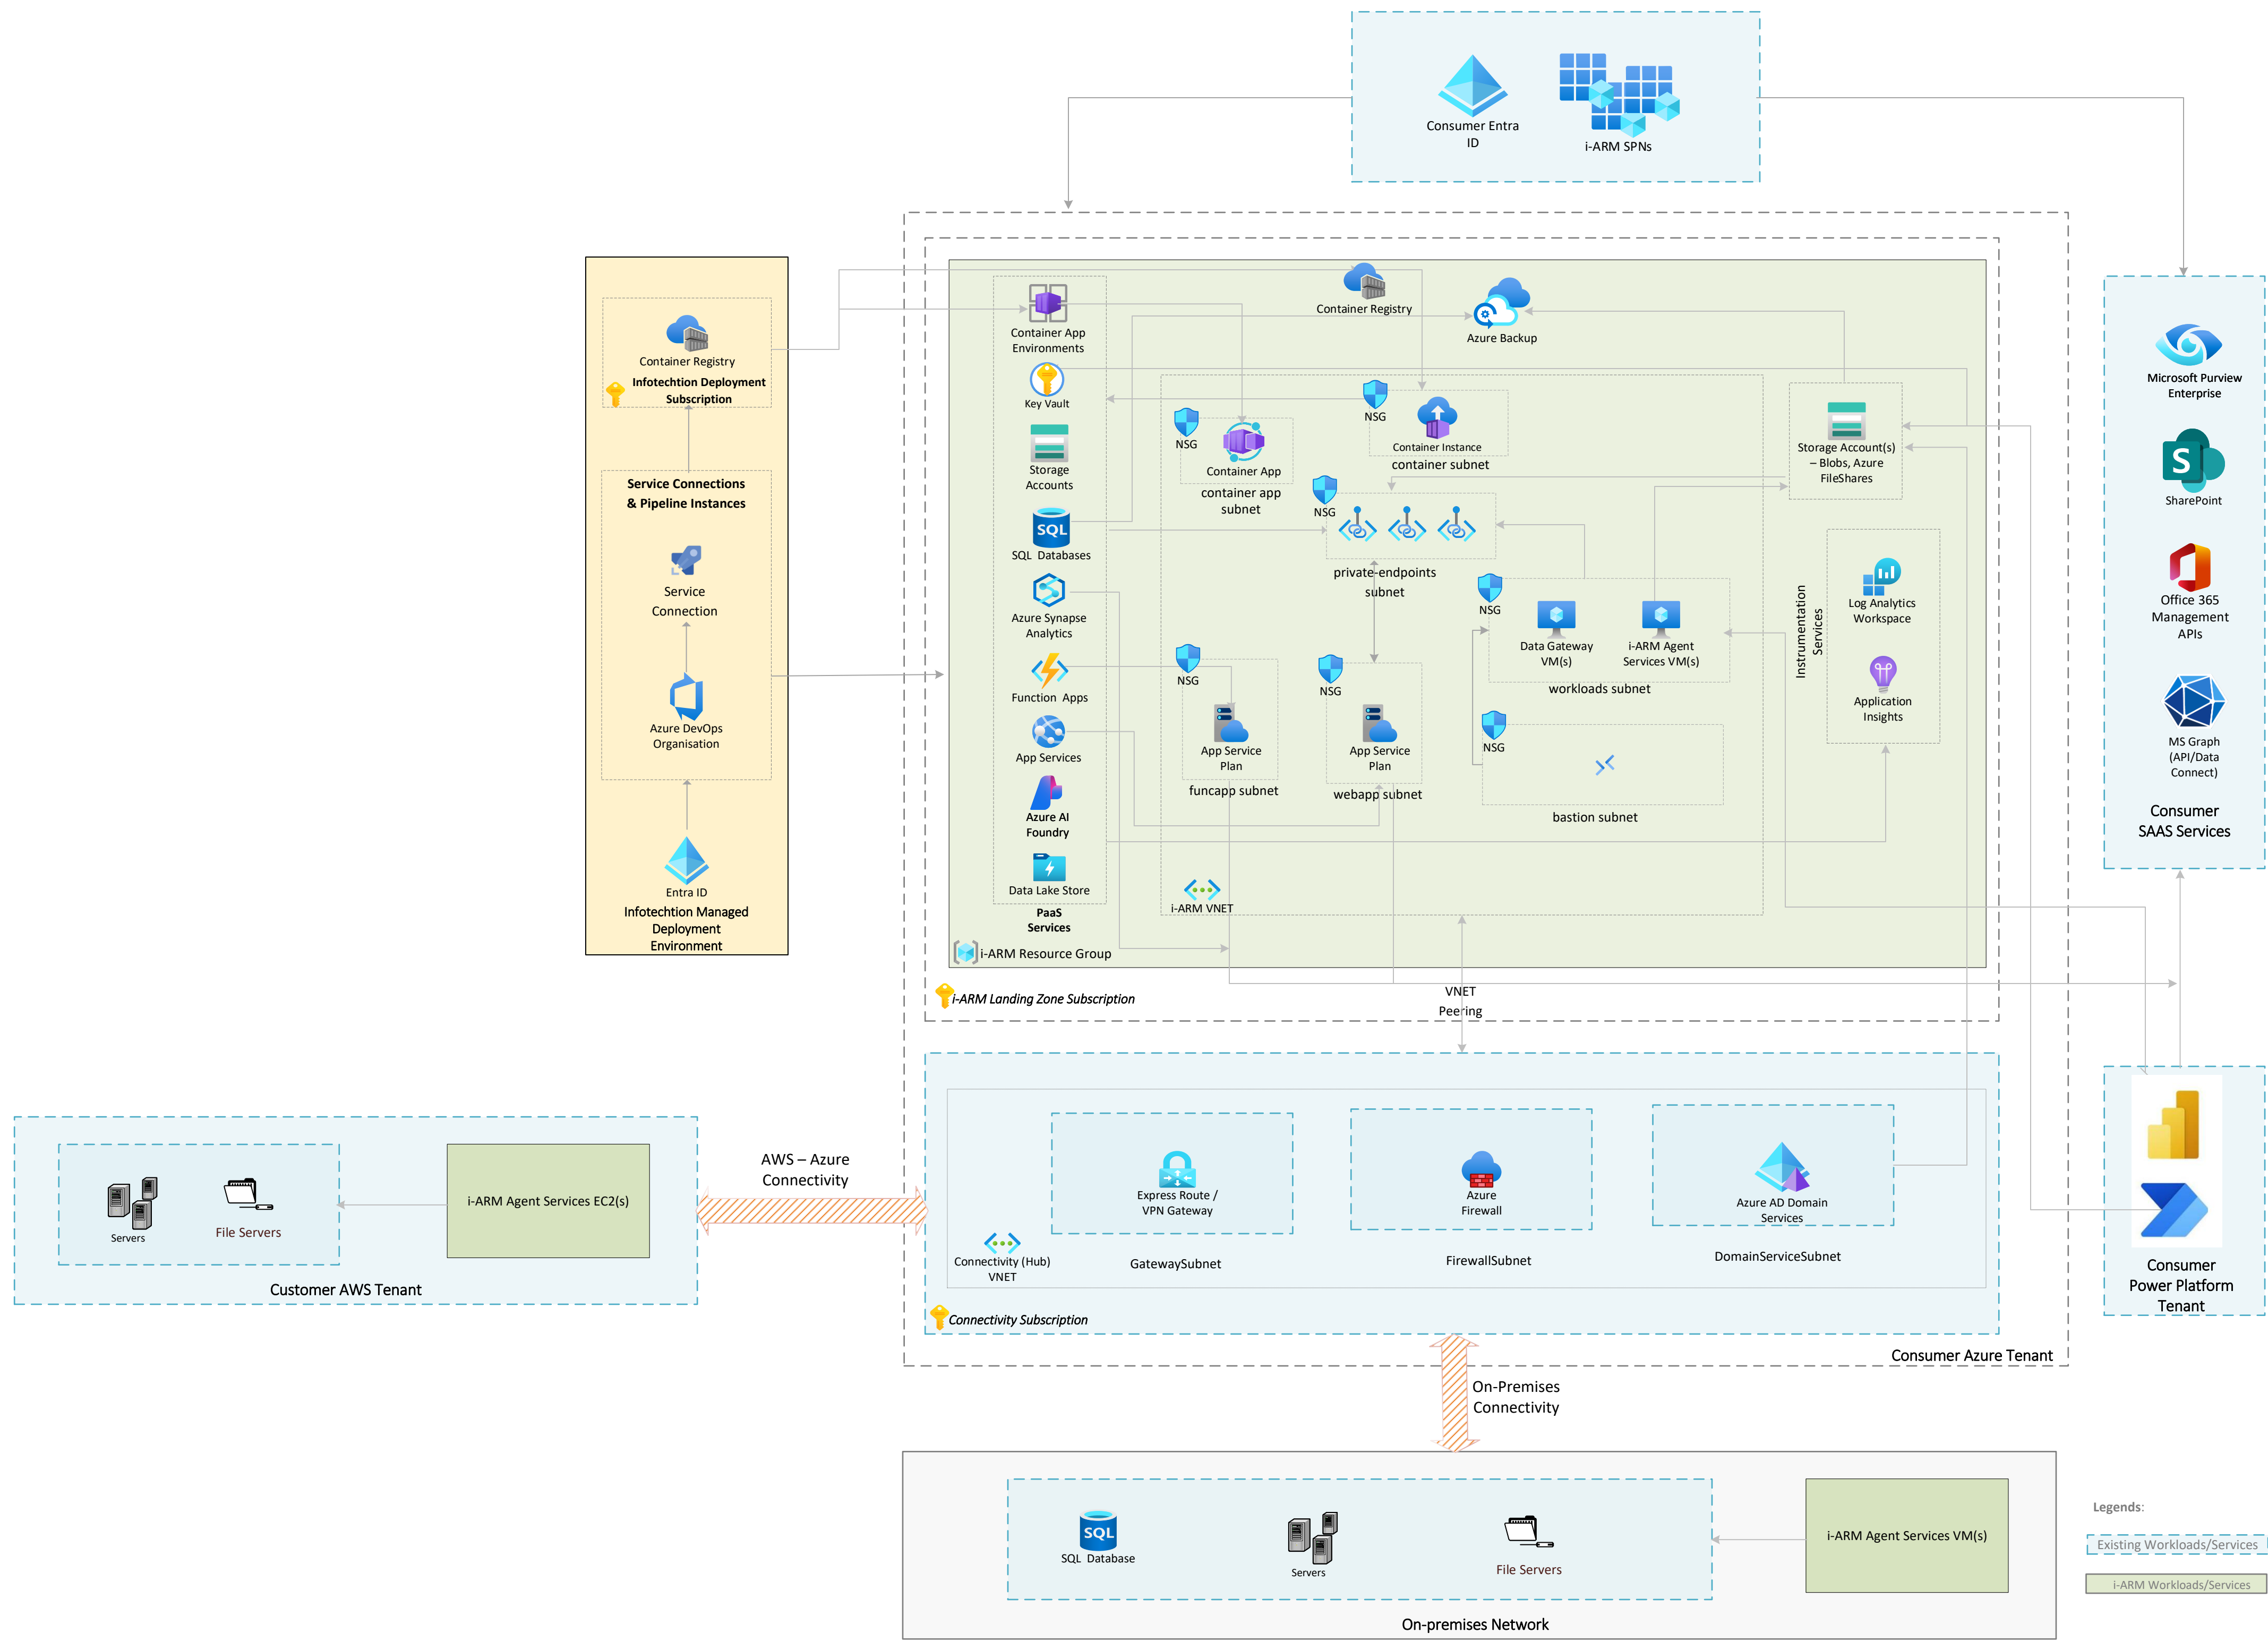 Consumer Entra
ID
i-ARM SPNs
Container Registry
Infotechtion Deployment
Subscription
Service Connections
& Pipeline Instances
Service
Connection
Azure DevOps
Organisation
Entra ID
Infotechtion Managed
Deployment
Environment
Container App
Environments
Key Vault
Storage
Accounts
SQL Databases
Azure Synapse
Analytics
Function Apps
App Services
Azure AI
Foundry
Data Lake Store
PaaS
Services
i-ARM Resource Group
i-ARM Landing Zone Subscription
Container Registry
Azure Backup
NSG
Container App
container app
subnet
NSG
Container Instance
container subnet
NSG
private-endpoints
subnet
NSG
Data Gateway
VM(s)
i-ARM Agent
Services VM(s)
workloads subnet
NSG
App Service
Plan
funcapp subnet
NSG
App Service
Plan
webapp subnet
NSG
bastion subnet
i-ARM VNET
Storage Account(s)
– Blobs, Azure
FileShares
Instrumentation
Services
Log Analytics
Workspace
Application
Insights
Microsoft Purview
Enterprise
S
SharePoint
Office 365
Management
APIs
MS Graph
(API/Data
Connect)
Consumer
SAAS Services
VNET
Peering
Express Route /
VPN Gateway
GatewaySubnet
Azure
Firewall
FirewallSubnet
Azure AD Domain
Services
DomainServiceSubnet
Connectivity (Hub)
VNET
Connectivity Subscription
Consumer Azure Tenant
Consumer
Power Platform
Tenant
AWS – Azure
Connectivity
Servers
File Servers
i-ARM Agent Services EC2(s)
Customer AWS Tenant
On-Premises
Connectivity
SQL
SQL Database
Servers
File Servers
i-ARM Agent Services VM(s)
On-premises Network
Legends:
Existing Workloads/Services
i-ARM Workloads/Services
SQL